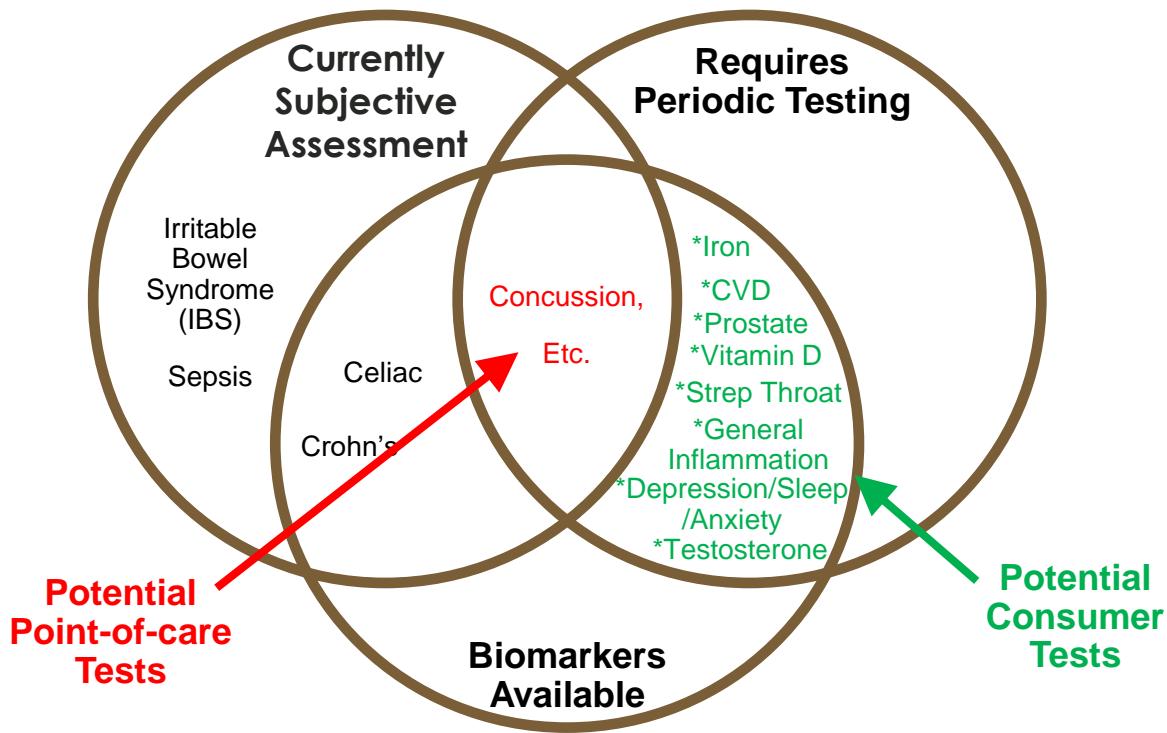 Currently
Subjective
Assessment
Requires
Periodic Testing
Irritable
Bowel
Syndrome
(IBS)
Sepsis
Celiac
Crohn's
Concussion,
Etc.
*Iron
*CVD
*Prostate
*Vitamin D
*Strep Throat
*General
Inflammation
*Depression/Sleep
/Anxiety
*Testosterone
Potential
Point-of-care
Tests
Biomarkers
Available
Potential
Consumer
Tests